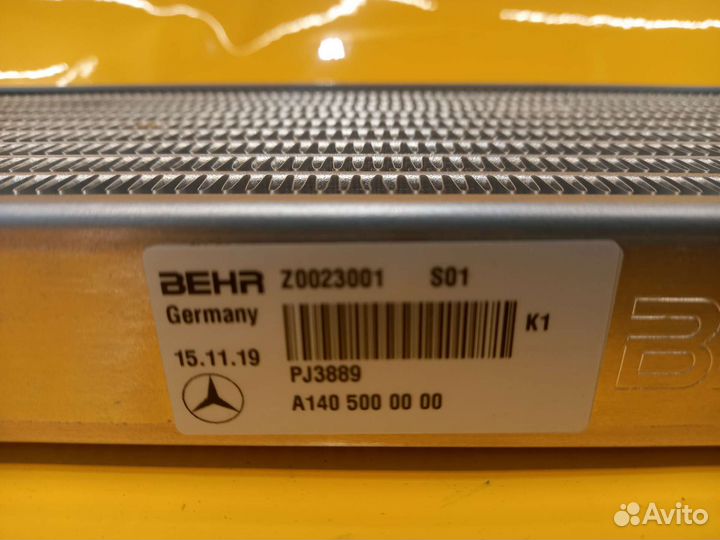 BEHR Z0023001 S01
Germany
K1
15.11.19
PJ3889
A140 500 00 00
B
Avito